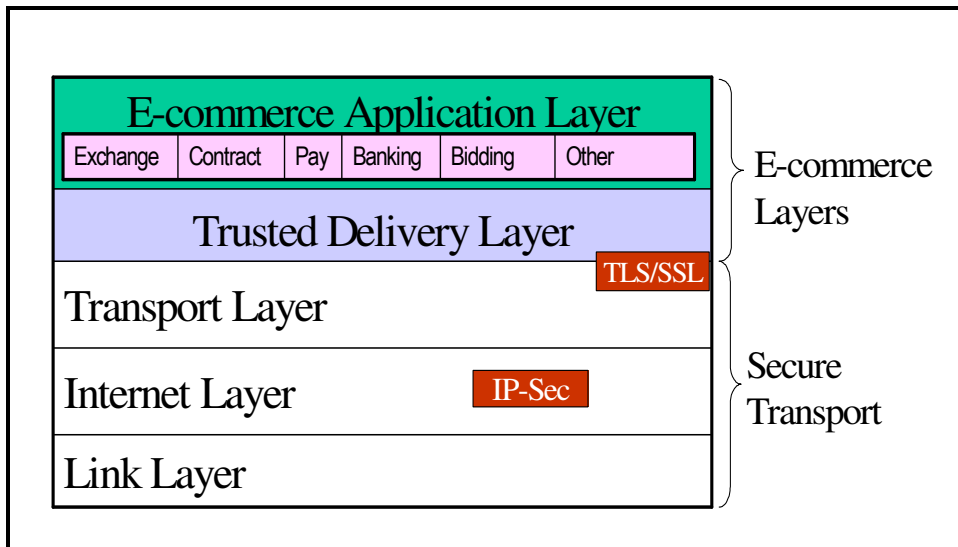 E-commerce Application Layer
Exchange Contract Pay Banking Bidding Other
E-commerce
Layers
Trusted Delivery Layer
TLS/SSL
Transport Layer
Internet Layer
IP-Sec
Secure
Transport
Link Layer